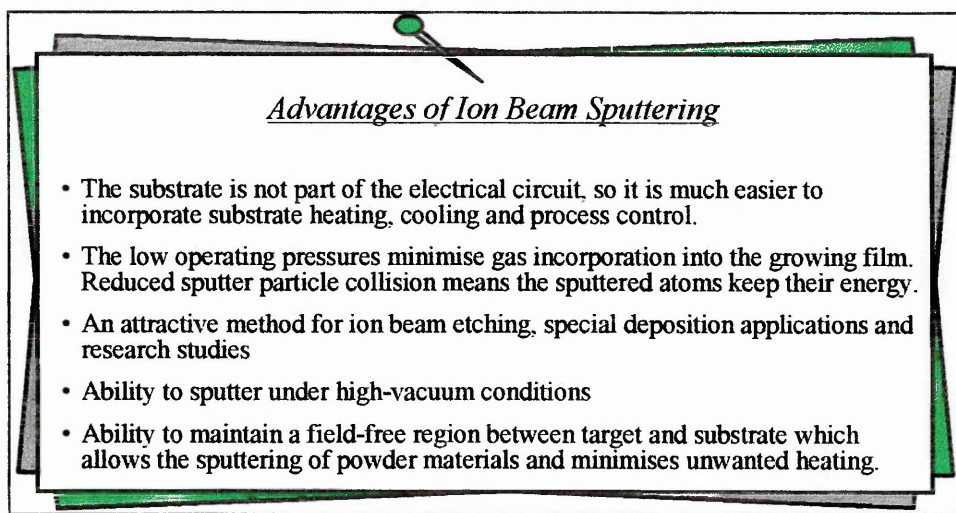 Advantages of Ion Beam Sputtering
• The substrate is not part of the electrical circuit, so it is much easier to
incorporate substrate heating, cooling and process control.
• The low operating pressures minimise gas incorporation into the growing film.
Reduced sputter particle collision means the sputtered atoms keep their energy.
• An attractive method for ion beam etching, special deposition applications and
research studies
• Ability to sputter under high-vacuum conditions
• Ability to maintain a field-free region between target and substrate which
allows the sputtering of powder materials and minimises unwanted heating.